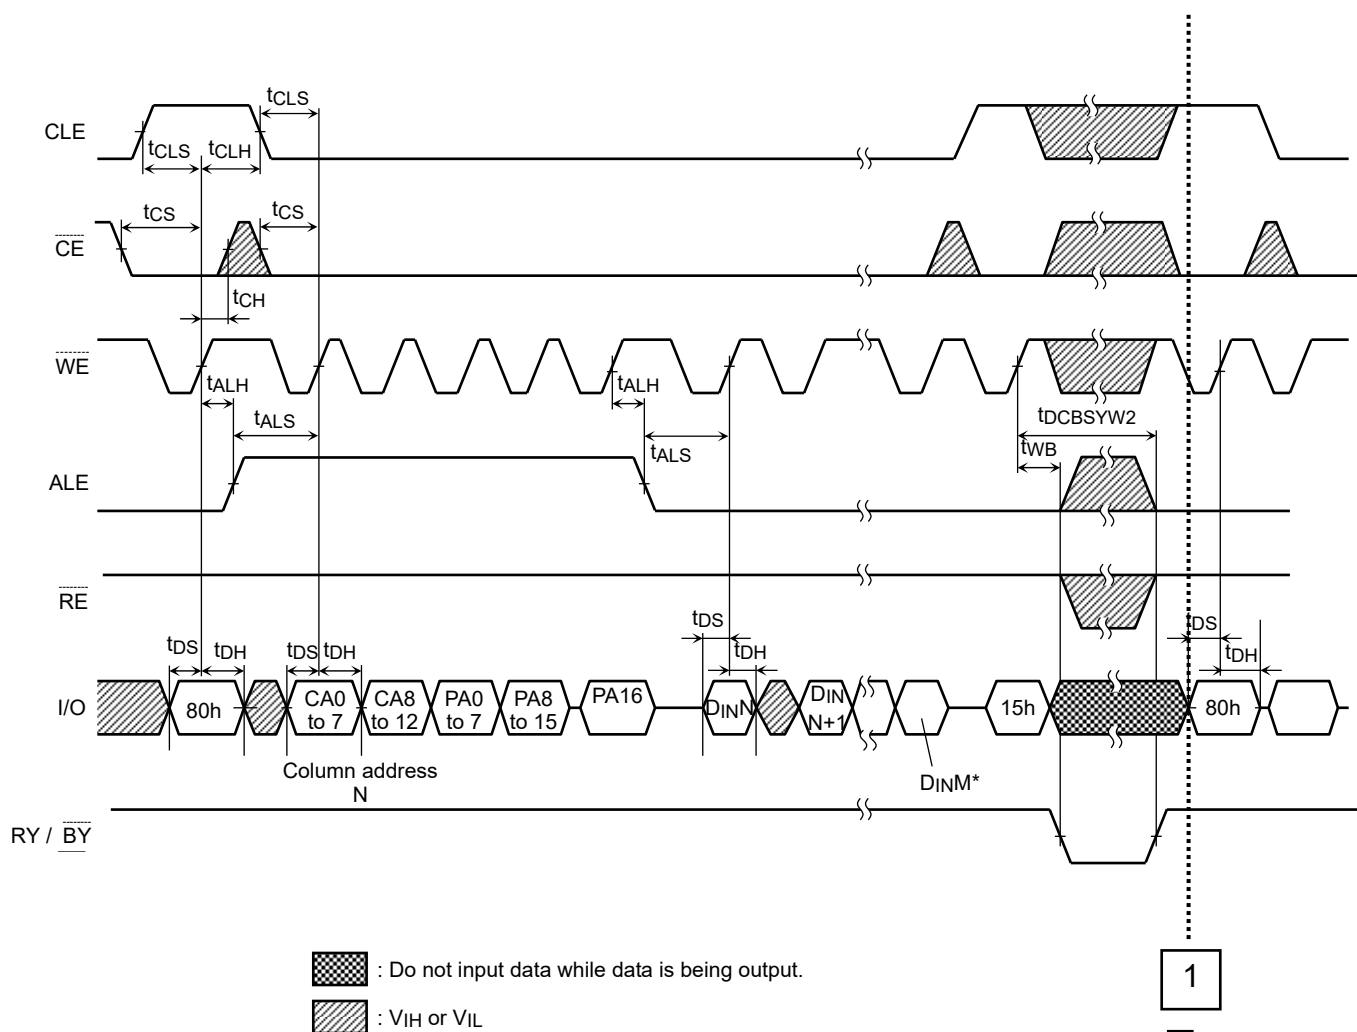 tCLS
CLE
tCLS tCLH
tCS tCS
CE
tCH
WE
tALH tALH
tDCBSYW2
tALS tALS tWB
ALE
RE
tDS tDH tDS tDH tDS tDH tDS tDH
I/O 80h CA0 to 7 CA8 to 12 PA0 to 7 PA8 to 15 PA16 DINN DIN N+1 15h 80h
Column address
N
DINM*
RY / BY
: Do not input data while data is being output.
1
: VIH or VIL